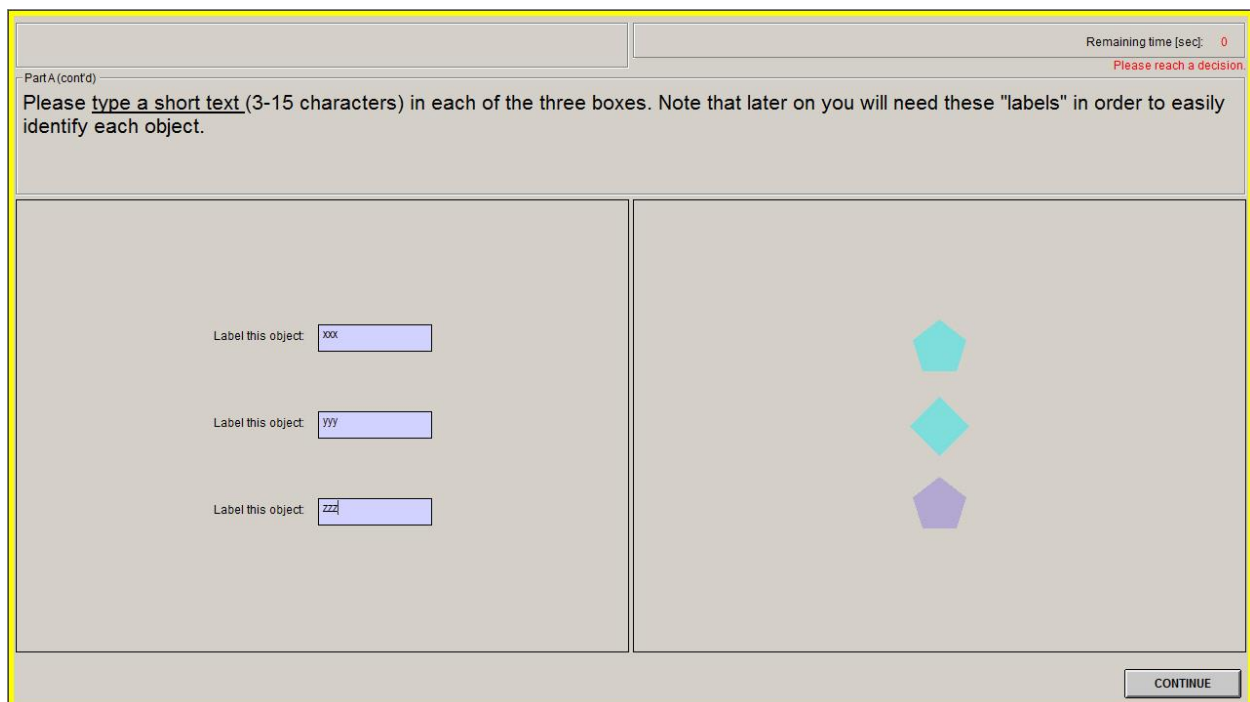 Remaining time [sec]: 0
Please reach a decision.
Part A (cont'd)
Please type a short text (3-15 characters) in each of the three boxes. Note that later on you will need these "labels" in order to easily
identify each object.
Label this object: xxx
Label this object: yyy
Label this object: zzz
CONTINUE